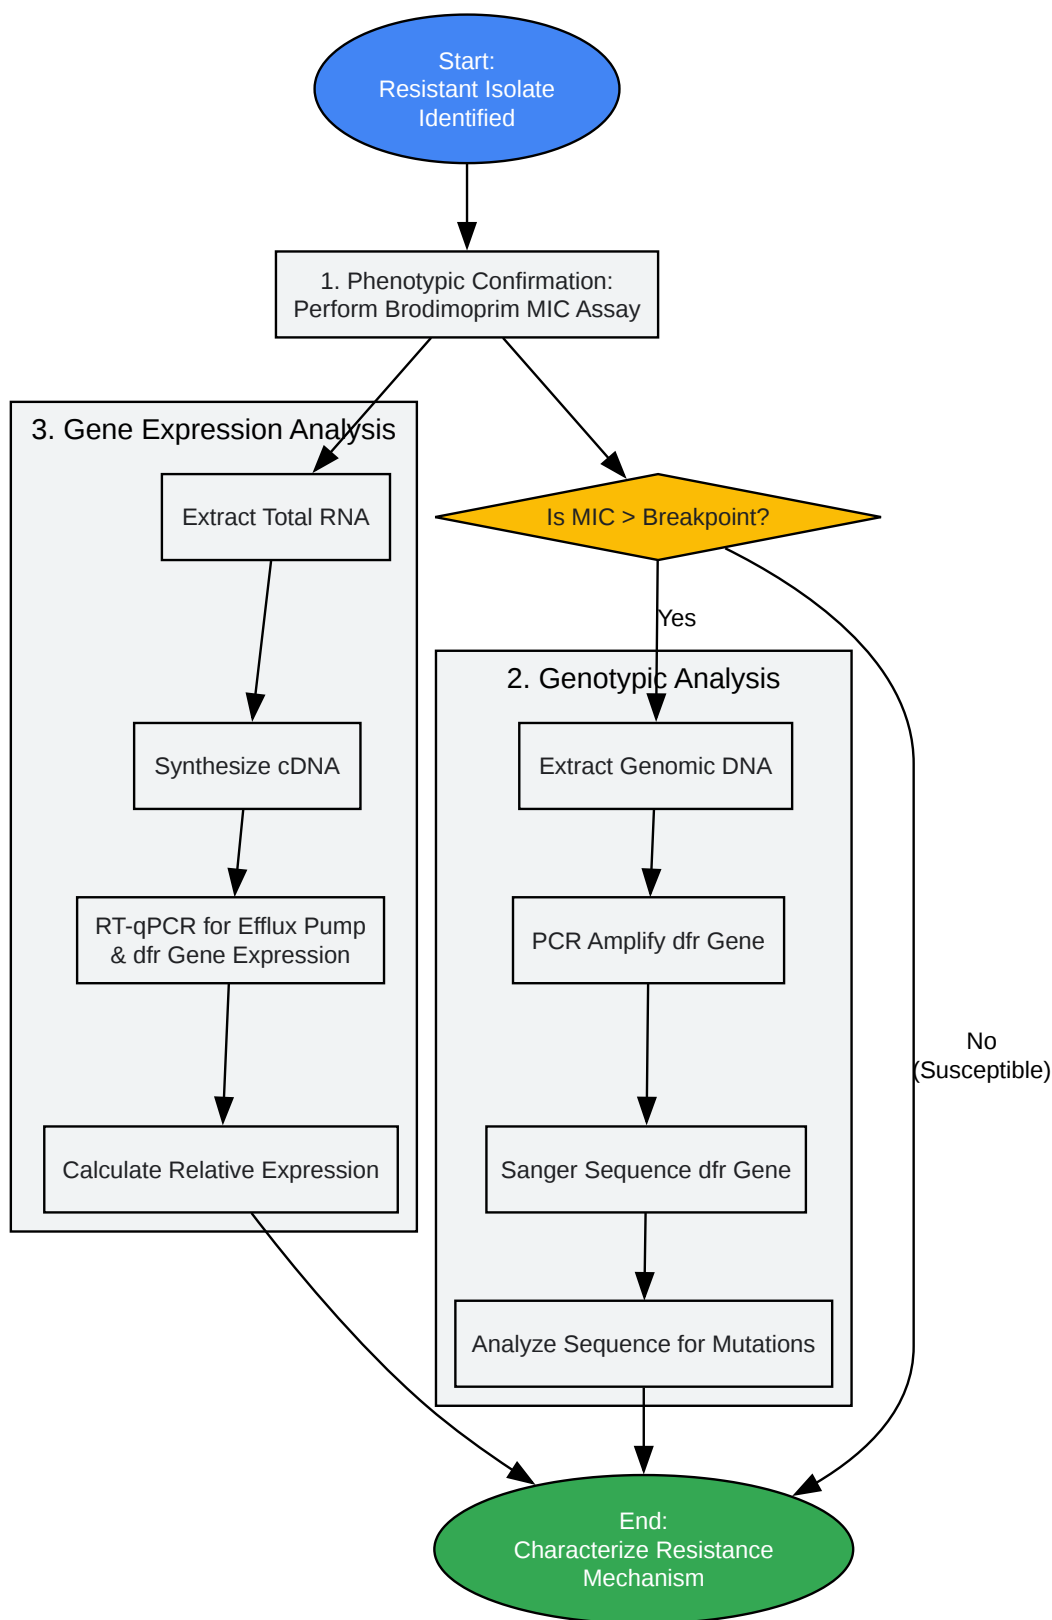 Start:
Resistant Isolate
Identified
1. Phenotypic Confirmation:
Perform Brodimoprim MIC Assay
3. Gene Expression Analysis
Extract Total RNA
Is MIC > Breakpoint?
Yes
2. Genotypic Analysis
Synthesize cDNA
Extract Genomic DNA
RT-qPCR for Efflux Pump
& dfr Gene Expression
PCR Amplify dfr Gene
No
(Susceptible)
Calculate Relative Expression
Sanger Sequence dfr Gene
Analyze Sequence for Mutations
End:
Characterize Resistance
Mechanism